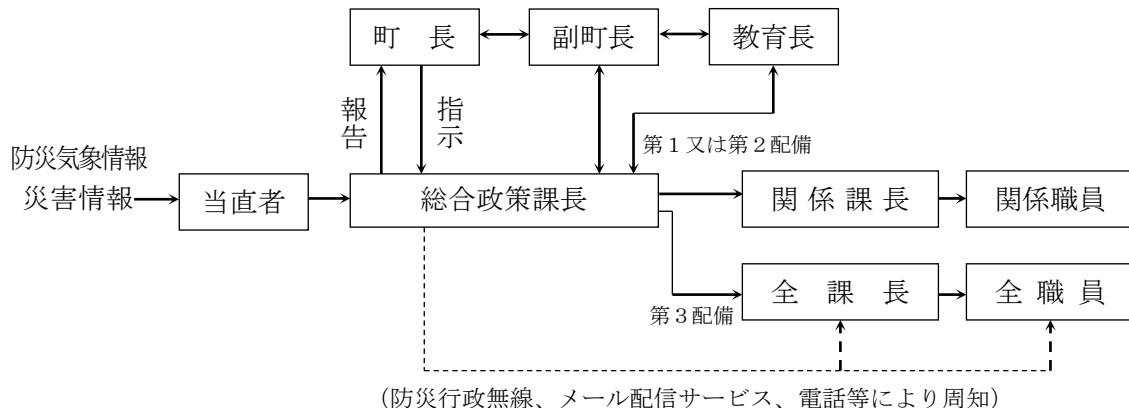 町　長
副町長
教育長
報告
指示
第１又は第２配備
防災気象情報
災害情報
当直者
総合政策課長
関 係 課 長
関係職員
全　課　長
全 職 員
第３配備
（防災行政無線、メール配信サービス、電話等により周知）